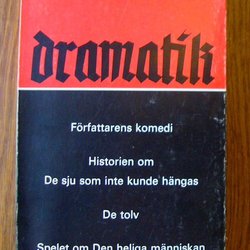 dramatik
Författarens komedi
Historien om
De sju som inte kunde hängas
De tolv
Spelet om Den heliga människan